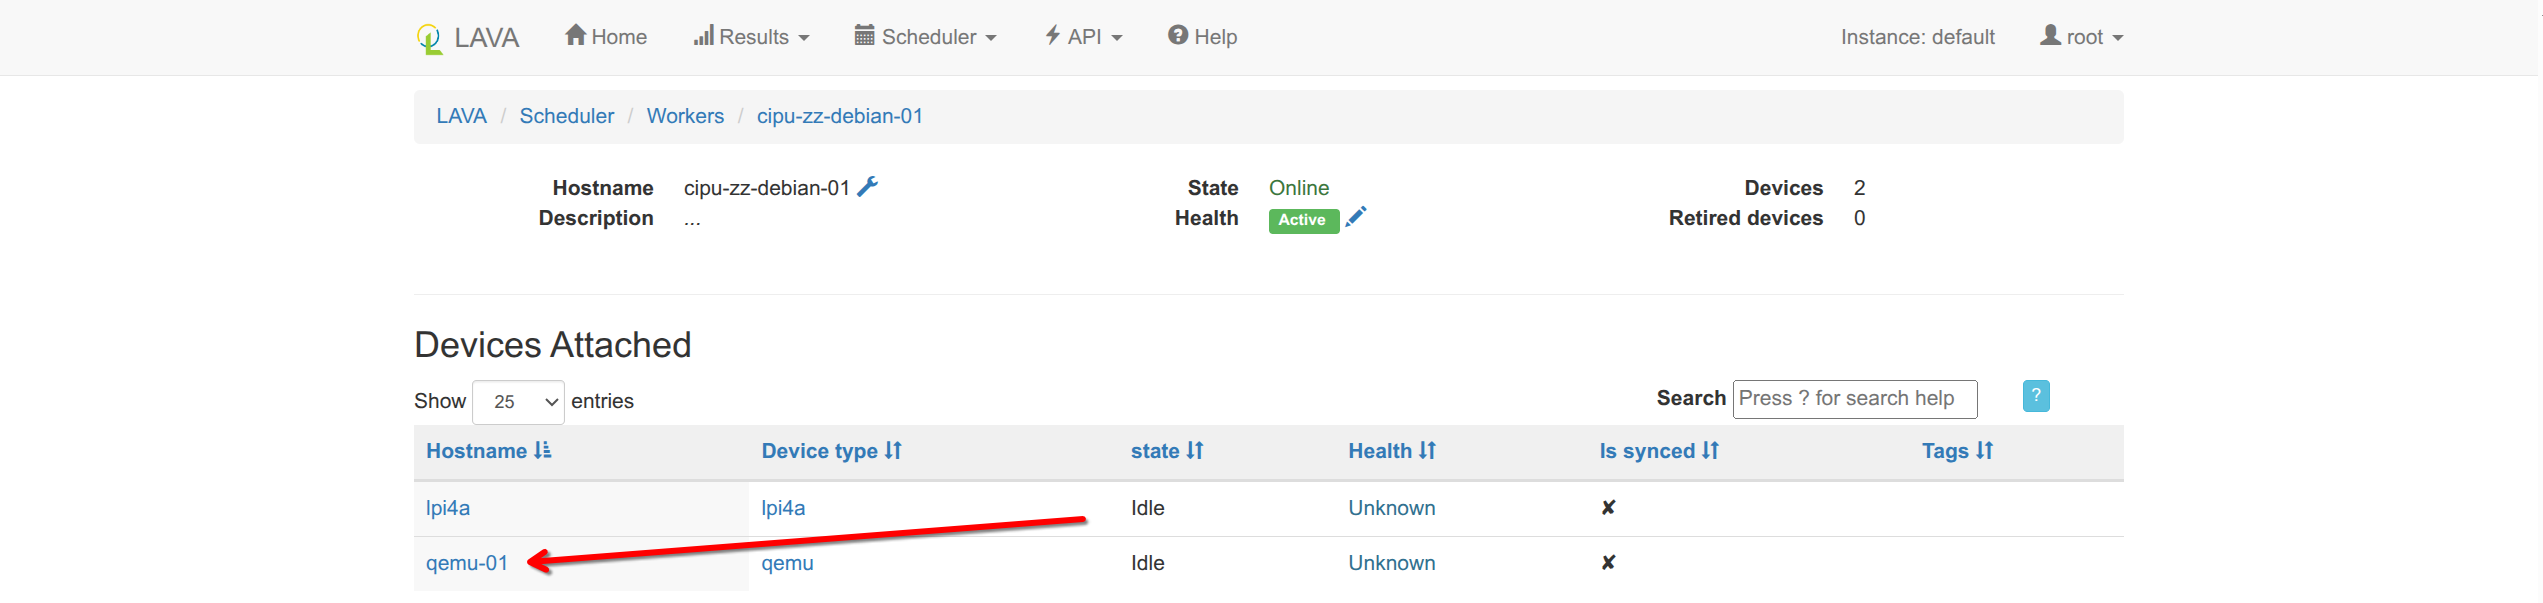 LAVA Home Results Scheduler API Help Instance: default root
LAVA / Scheduler / Workers / cipu-zz-debian-01
Hostname cipu-zz-debian-01 State Online Devices 2
Description ... Health Active Retired devices 0
Devices Attached
Show 25 entries Search Press ? for search help ?
Hostname Device type state Health Is synced Tags
lpi4a lpi4a Idle Unknown ✘
qemu-01 qemu Idle Unknown ✘